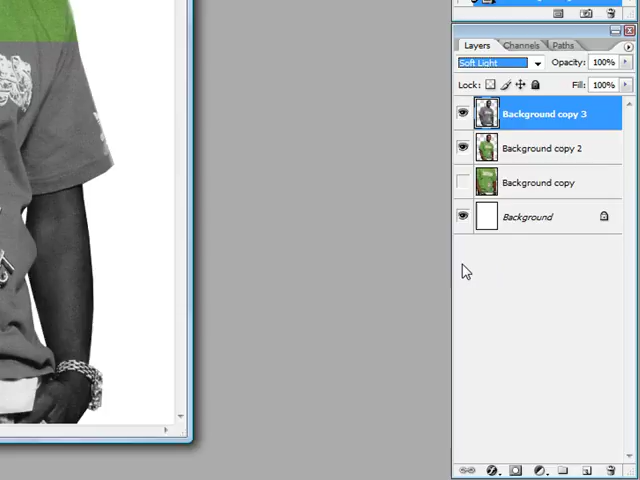 Layers Channels Paths
Soft Light Opacity: 100%
Lock: Fill: 100%
Background copy 3
Background copy 2
Background copy
Background